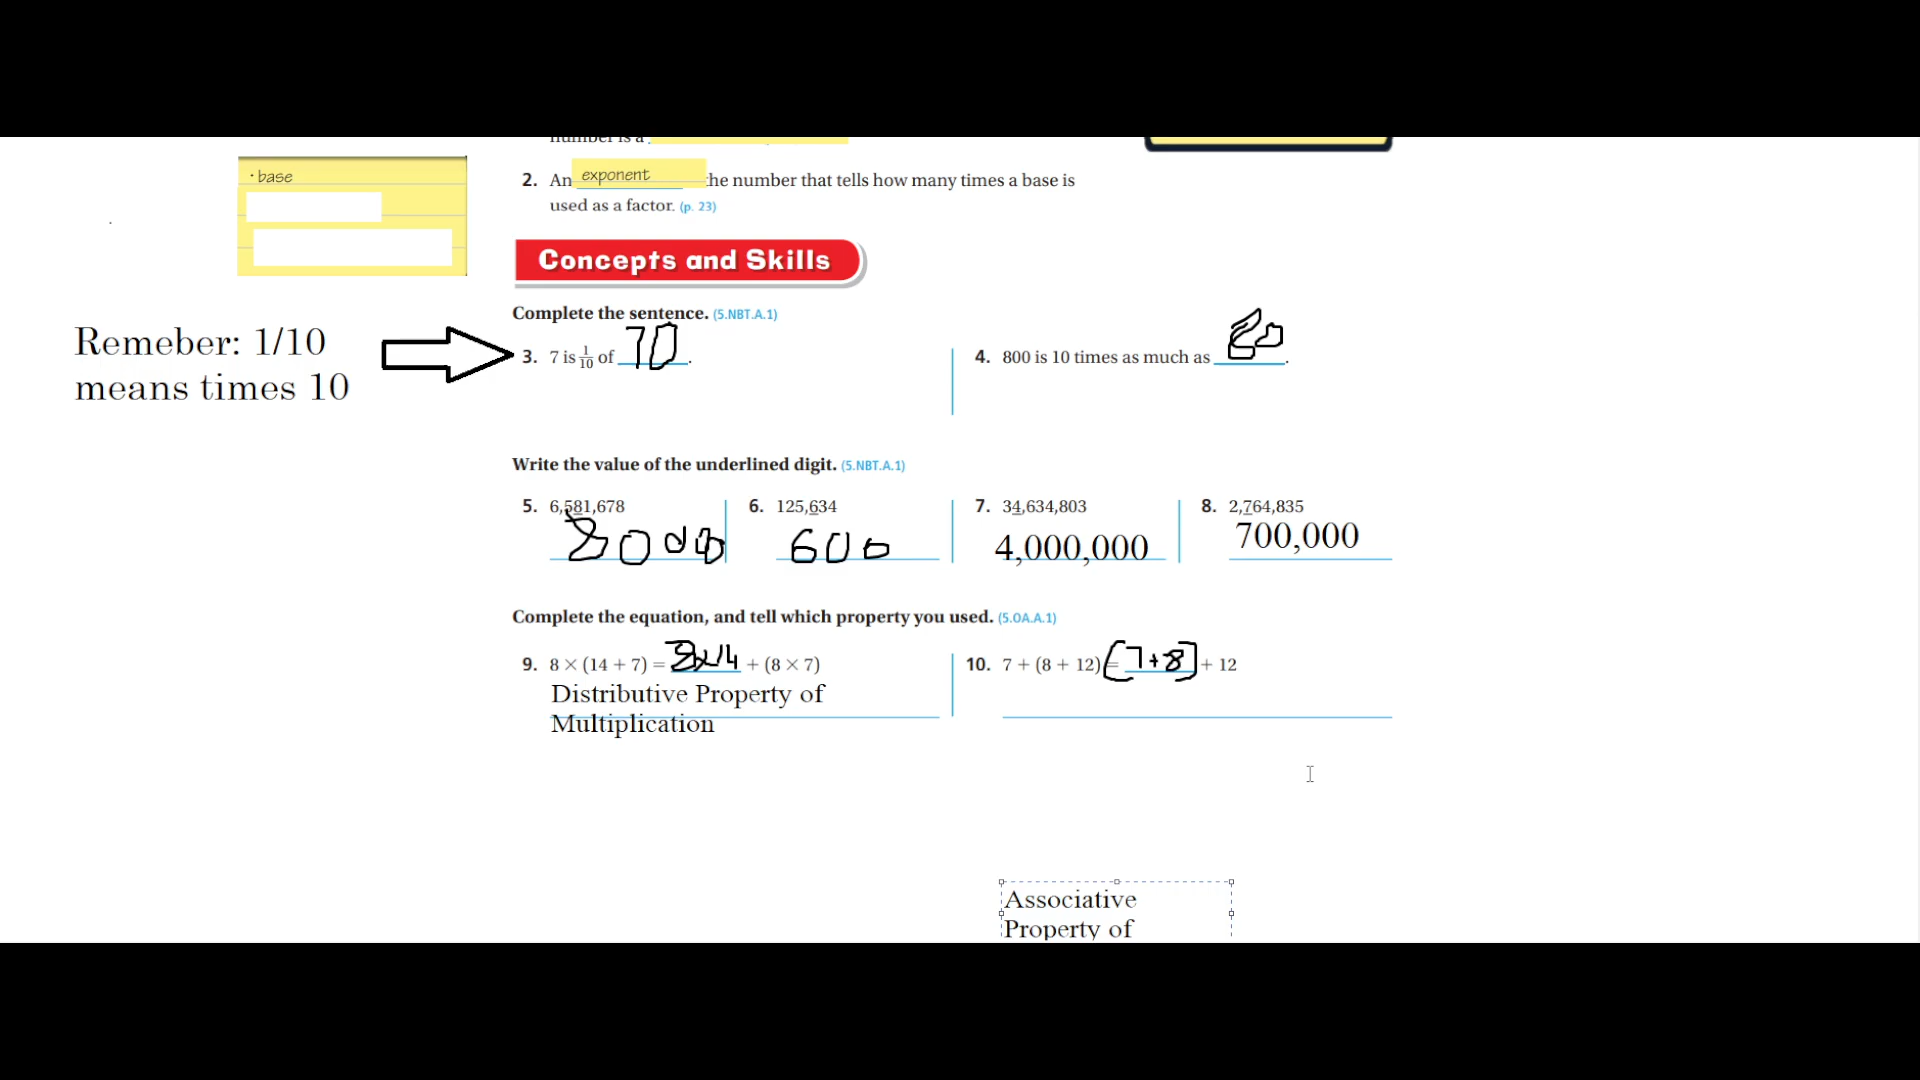 number is a
· base
2. An exponent the number that tells how many times a base is
used as a factor. (p. 23)
Concepts and Skills
Complete the sentence. (5.NBT.A.1)
Remeber: 1/10
means times 10
3. 7 is 1/10 of 70.
4. 800 is 10 times as much as 80.
Write the value of the underlined digit. (5.NBT.A.1)
5. 6,581,678
6. 125,634
7. 34,634,803
8. 2,764,835
600
4,000,000
700,000
Complete the equation, and tell which property you used. (5.OA.A.1)
9. 8 × (14 + 7) = 8x14 + (8 × 7)
10. 7 + (8 + 12) = [7+8] + 12
Distributive Property of
Multiplication
Associative
Property of